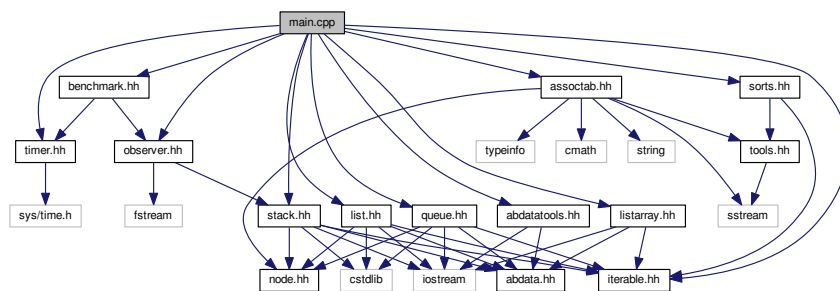 main.cpp
benchmark.hh
assoctab.hh
sorts.hh
timer.hh
observer.hh
typeinfo
cmath
string
tools.hh
sys/time.h
fstream
stack.hh
list.hh
queue.hh
abdatatools.hh
listarray.hh
sstream
node.hh
cstdlib
iostream
abdata.hh
iterable.hh